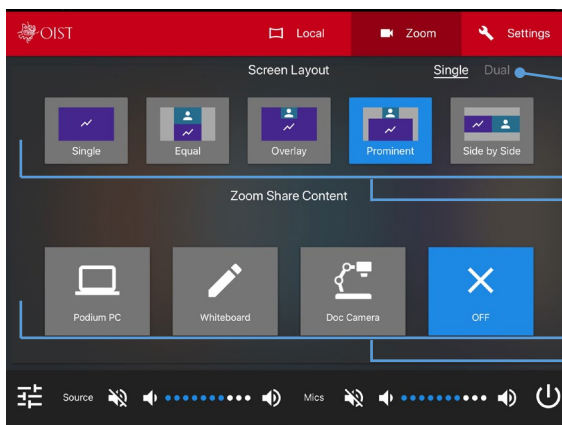 OIST
Local
Zoom
Settings
Screen Layout
Single
Dual
Single
Equal
Overlay
Prominent
Side by Side
Zoom Share Content
Podium PC
Whiteboard
Doc Camera
OFF
Source
Mics